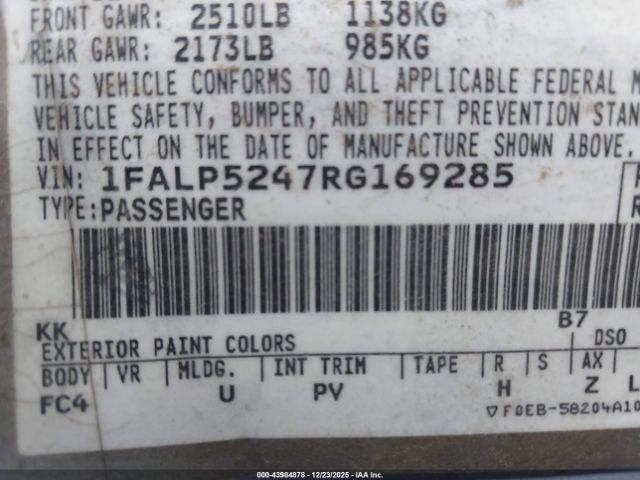 FRONT GAWR: 2510LB 1138KG
REAR GAWR: 2173LB 985KG
THIS VEHICLE CONFORMS TO ALL APPLICABLE FEDERAL M
VEHICLE SAFETY, BUMPER, AND THEFT PREVENTION STAN
IN EFFECT ON THE DATE OF MANUFACTURE SHOWN ABOVE.
VIN: 1FALP5247RG169285
TYPE: PASSENGER
KK B7
EXTERIOR PAINT COLORS DSO
BODY VR MLDG. INT TRIM TAPE R S AX
FC4 U PV H Z
▽F0EB-58204A10
000-43984878 - 12/23/2025 - IAA Inc.